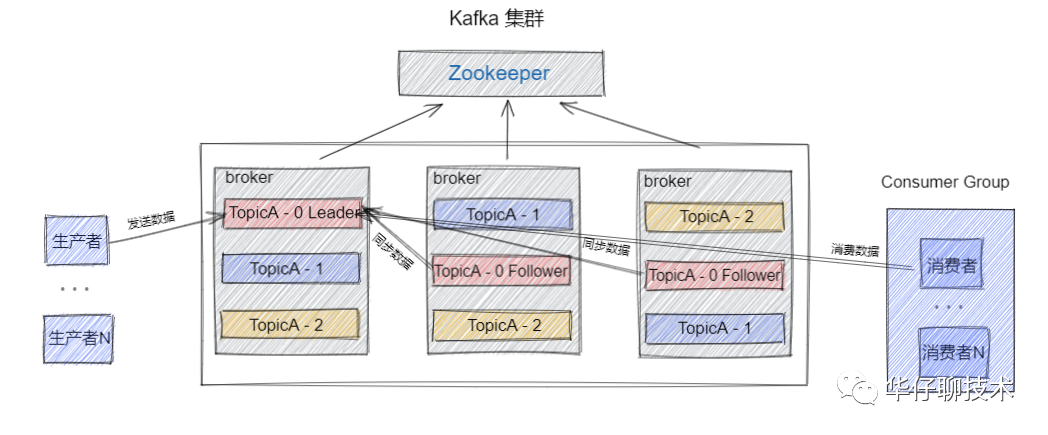 Kafka 集群
Zookeeper
broker
TopicA - 0 Leader
TopicA - 1
TopicA - 2
broker
TopicA - 1
TopicA - 0 Follower
TopicA - 2
broker
TopicA - 2
TopicA - 0 Follower
TopicA - 1
Consumer Group
生产者
...
生产者N
发送数据
同步数据
同步数据
消费数据
消费者
...
消费者N
华仔聊技术